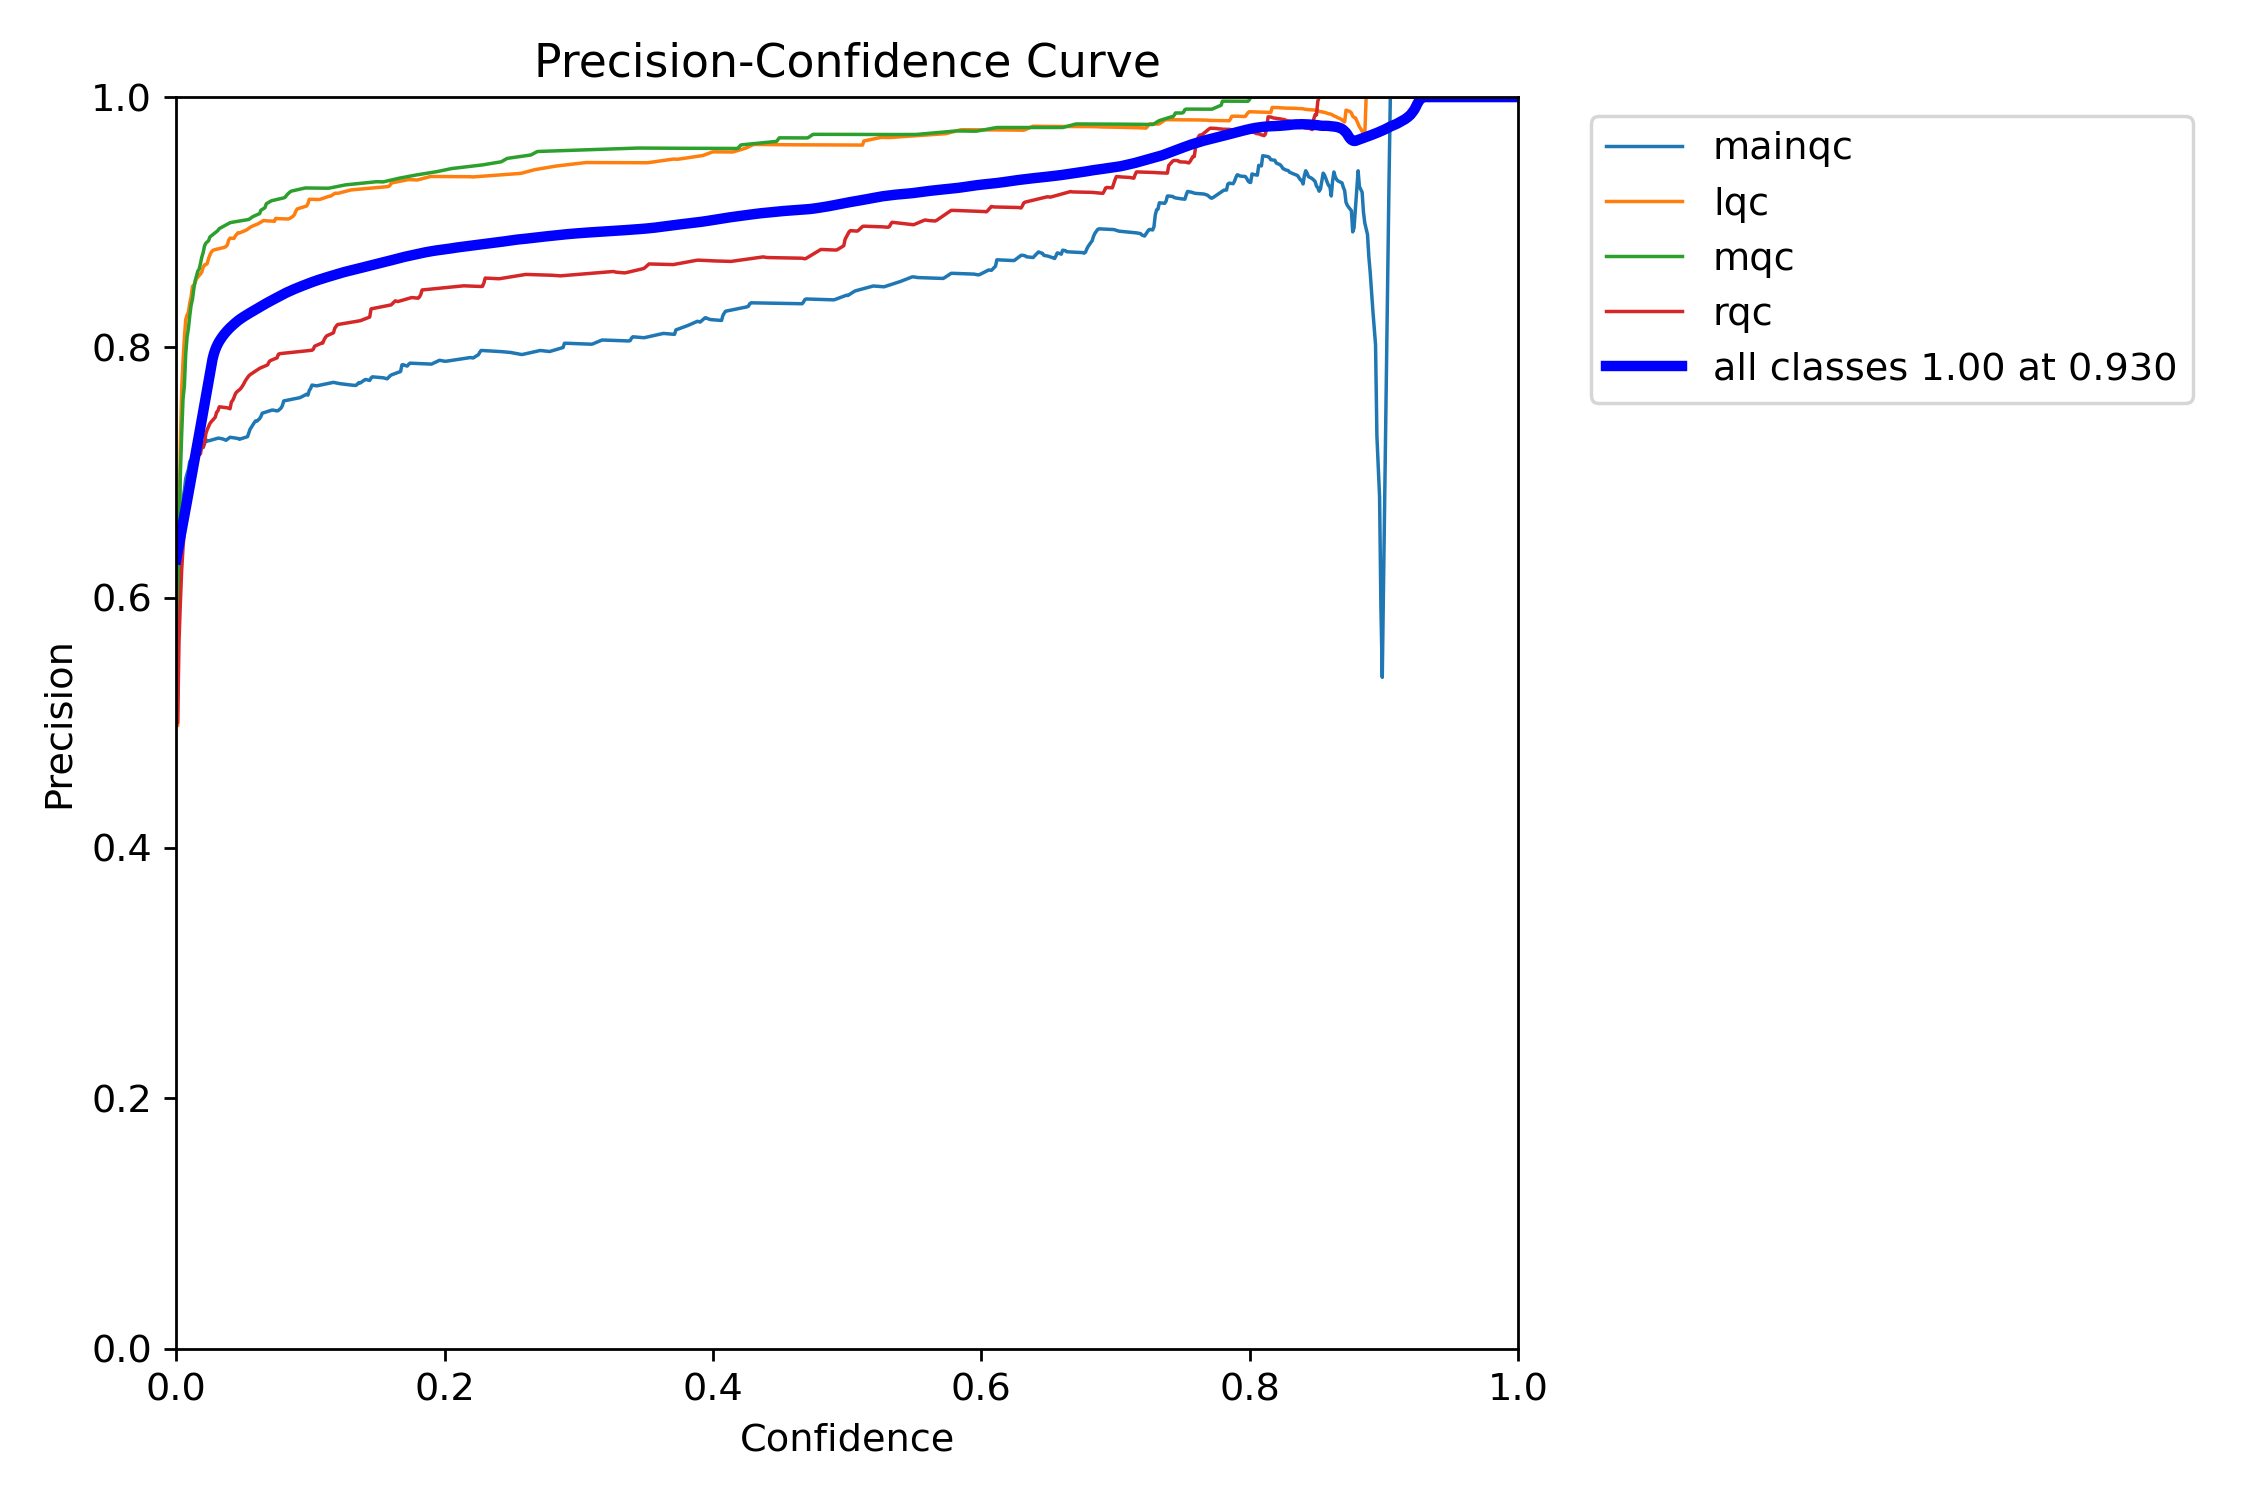 Precision-Confidence Curve
1.0
0.8
0.6
0.4
0.2
0.0
Precision
0.0 0.2 0.4 0.6 0.8 1.0
Confidence
mainqc
lqc
mqc
rqc
all classes 1.00 at 0.930